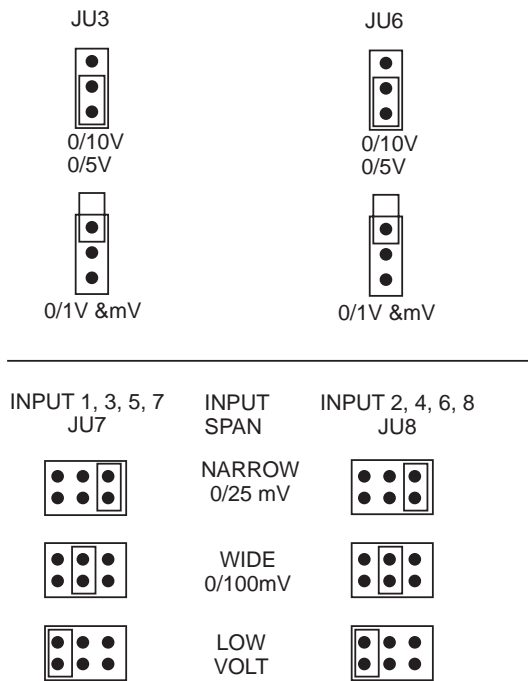 JU3 JU6
0/10V 0/10V
0/5V 0/5V
0/1V &mV 0/1V &mV
INPUT 1, 3, 5, 7 INPUT INPUT 2, 4, 6, 8
JU7 SPAN JU8
NARROW
0/25 mV
WIDE
0/100mV
LOW
VOLT